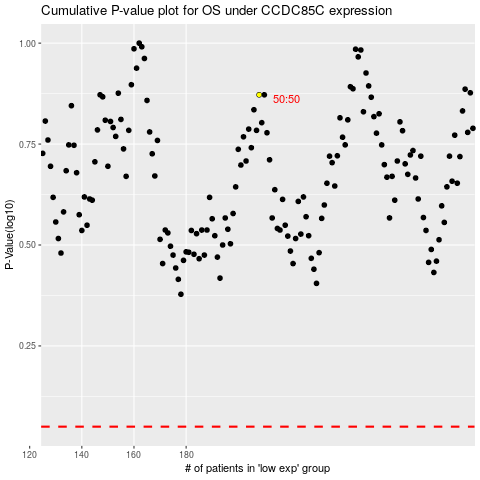 Cumulative P-value plot for OS under CCDC85C expression
1.00
50:50
0.75
P-Value(log10)
0.50
0.25
120 140 160 180
# of patients in 'low exp' group